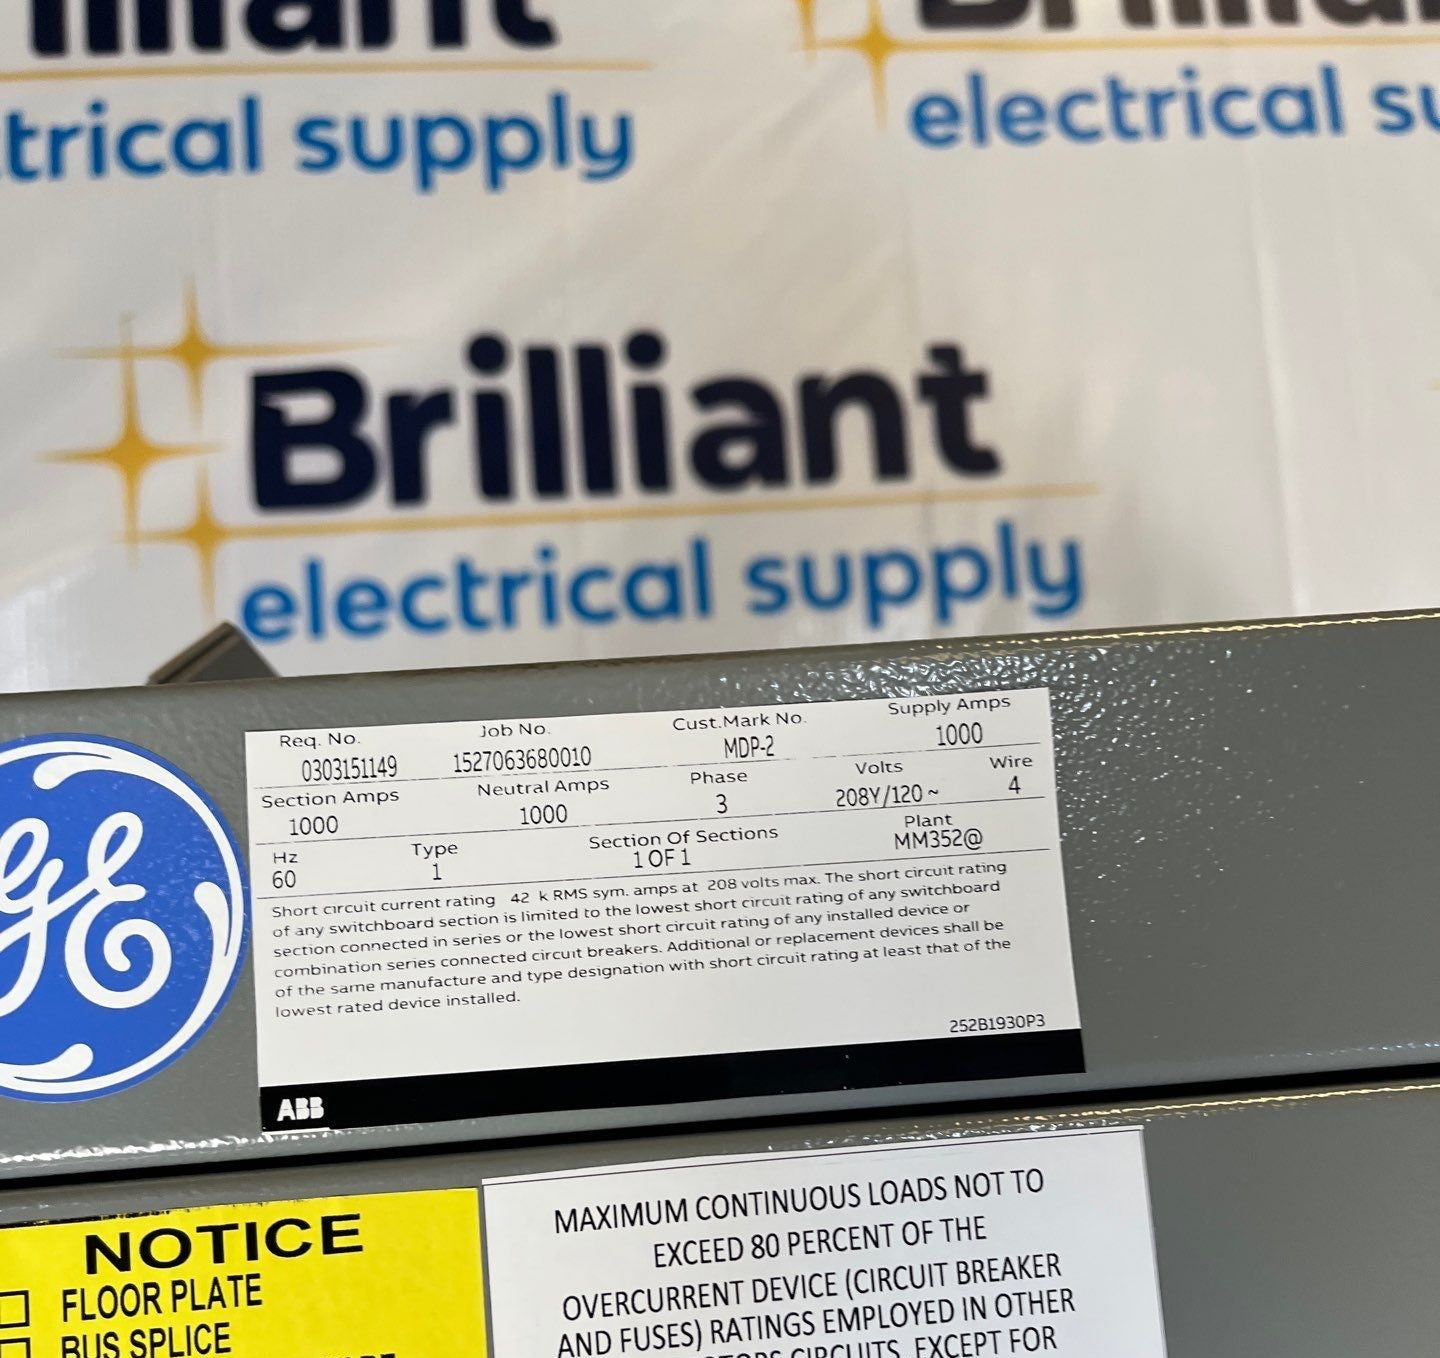 electrical supply
Brilliant
electrical supply
Req. No. Job No. Cust.Mark No. Supply Amps
0303151149 1527063680010 MDP-2 1000
Section Amps Neutral Amps Phase Volts Wire
1000 1000 3 208Y/120~ 4
Hz Type Section Of Sections Plant
60 1 1 OF 1 MM352@
Short circuit current rating 42 k RMS sym. amps at 208 volts max. The short circuit rating
of any switchboard section is limited to the lowest short circuit rating of any switchboard
section connected in series or the lowest short circuit rating of any installed device or
combination series connected circuit breakers. Additional or replacement devices shall be
of the same manufacture and type designation with short circuit rating at least that of the
lowest rated device installed.
252B1930P3
GE
ABB
NOTICE
FLOOR PLATE
BUS SPLICE
MAXIMUM CONTINUOUS LOADS NOT TO
EXCEED 80 PERCENT OF THE
OVERCURRENT DEVICE (CIRCUIT BREAKER
AND FUSES) RATINGS EMPLOYED IN OTHER
CIRCUITS, EXCEPT FOR